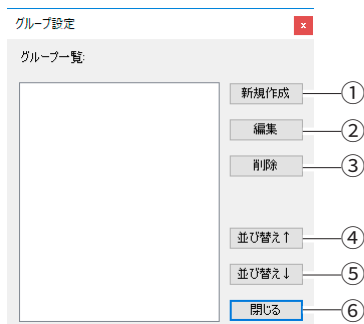 グループ設定
x
グループ一覧:
新規作成 ①
編集 ②
削除 ③
並び替え↑ ④
並び替え↓ ⑤
閉じる ⑥